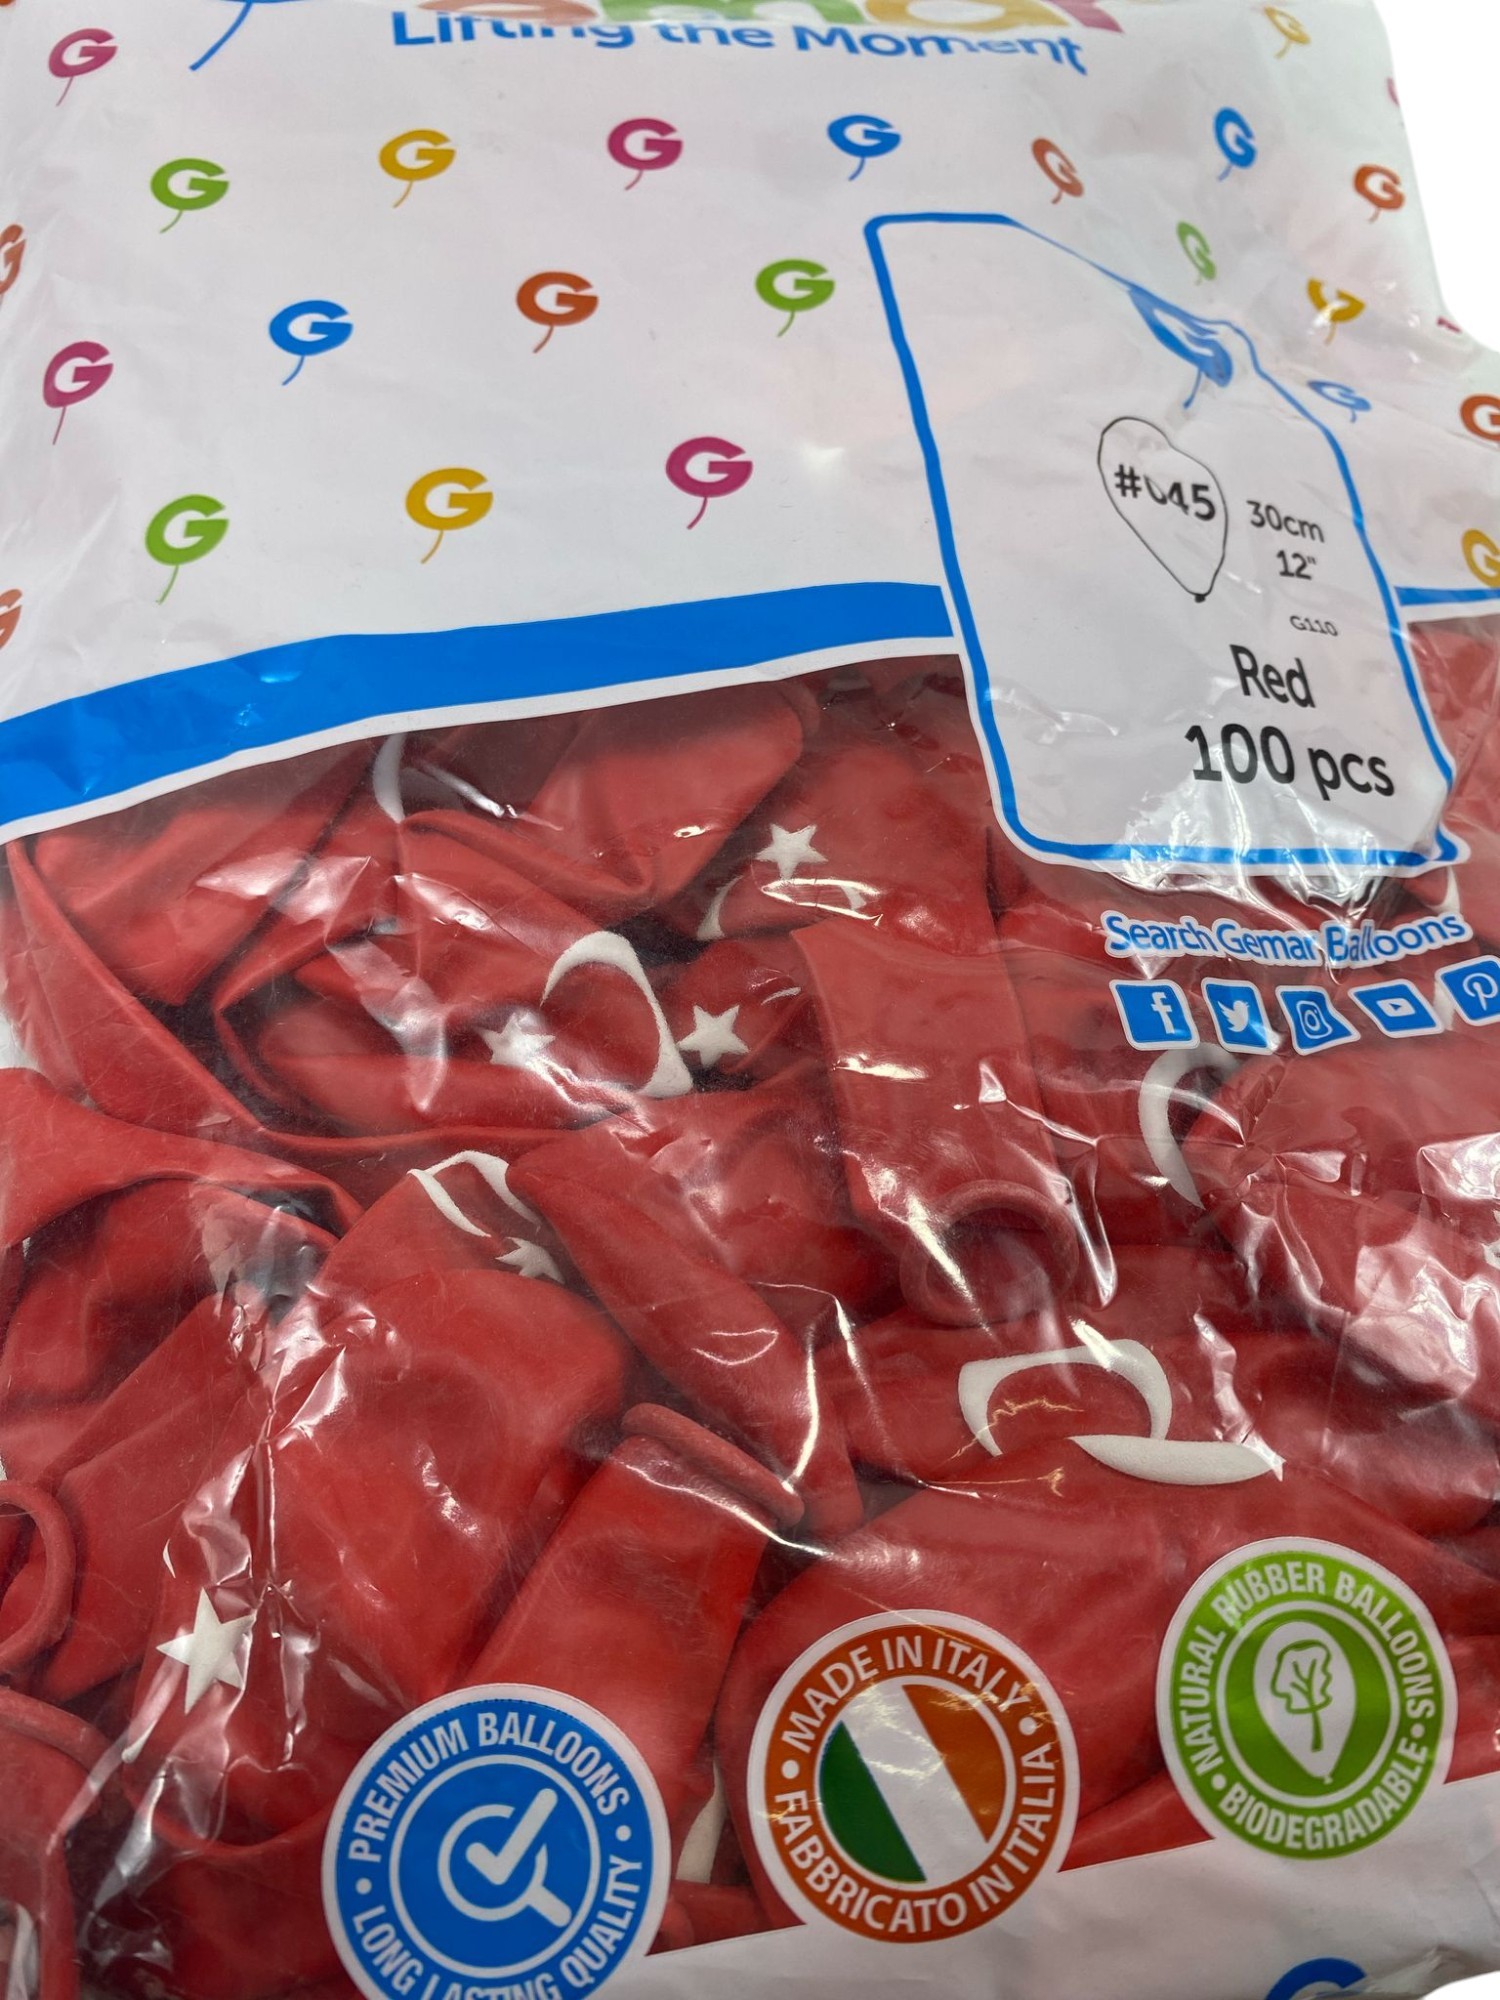 Lifting the Moment
#045
30cm
12"
G110
Red
100 pcs
Search Gemar Balloons
PREMIUM BALLOONS
LONG LASTING QUALITY
MADE IN ITALY
FABBRICATO IN ITALIA
NATURAL RUBBER BALLOONS
BIODEGRADABLE